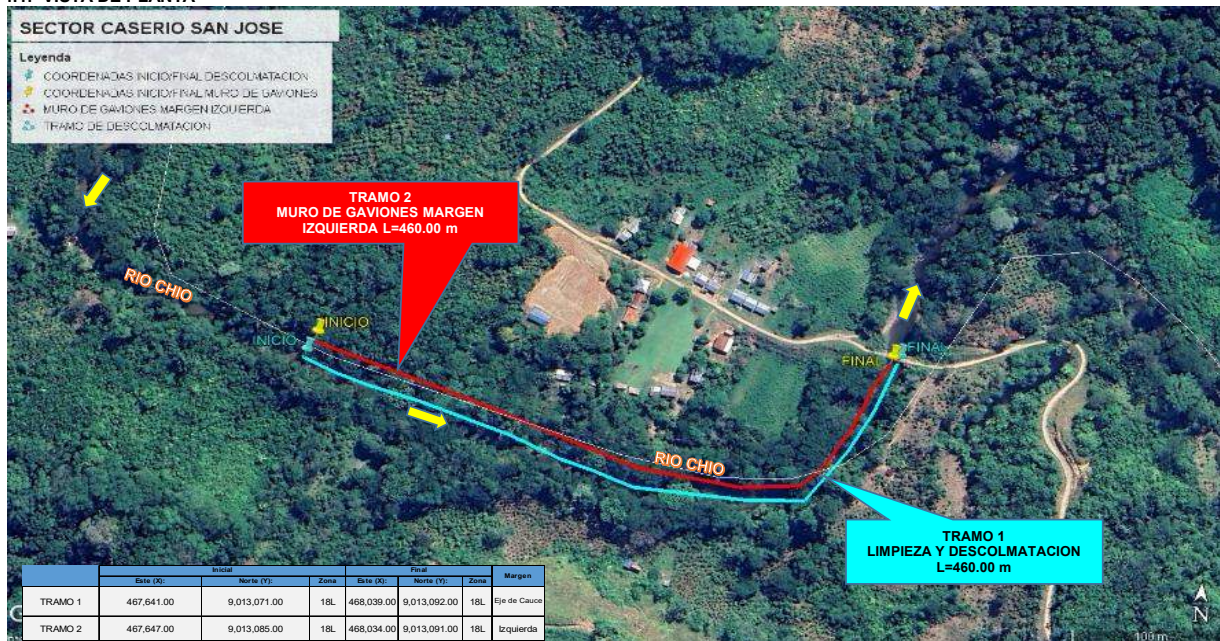 SECTOR CASERIO SAN JOSE
Leyenda
COORDENADAS INICIO/FINAL DESCOLMATACION
COORDENADAS INICIO/FINAL MURO DE GAVIONES
MURO DE GAVIONES MARGEN IZQUIERDA
TRAMO DE DESCOLMATACION
TRAMO 2
MURO DE GAVIONES MARGEN
IZQUIERDA L=460.00 m
RIO CHIO
INICIO
INICIO
FINAL
FINAL
RIO CHIO
TRAMO 1
LIMPIEZA Y DESCOLMATACION
L=460.00 m
Inicial Final Margen
Este (X): Norte (Y): Zona Este (X): Norte (Y): Zona
TRAMO 1 467,641.00 9,013,071.00 18L 468,039.00 9,013,092.00 18L Eje de Cauce
TRAMO 2 467,647.00 9,013,085.00 18L 468,034.00 9,013,091.00 18L Izquierda
N
100 m